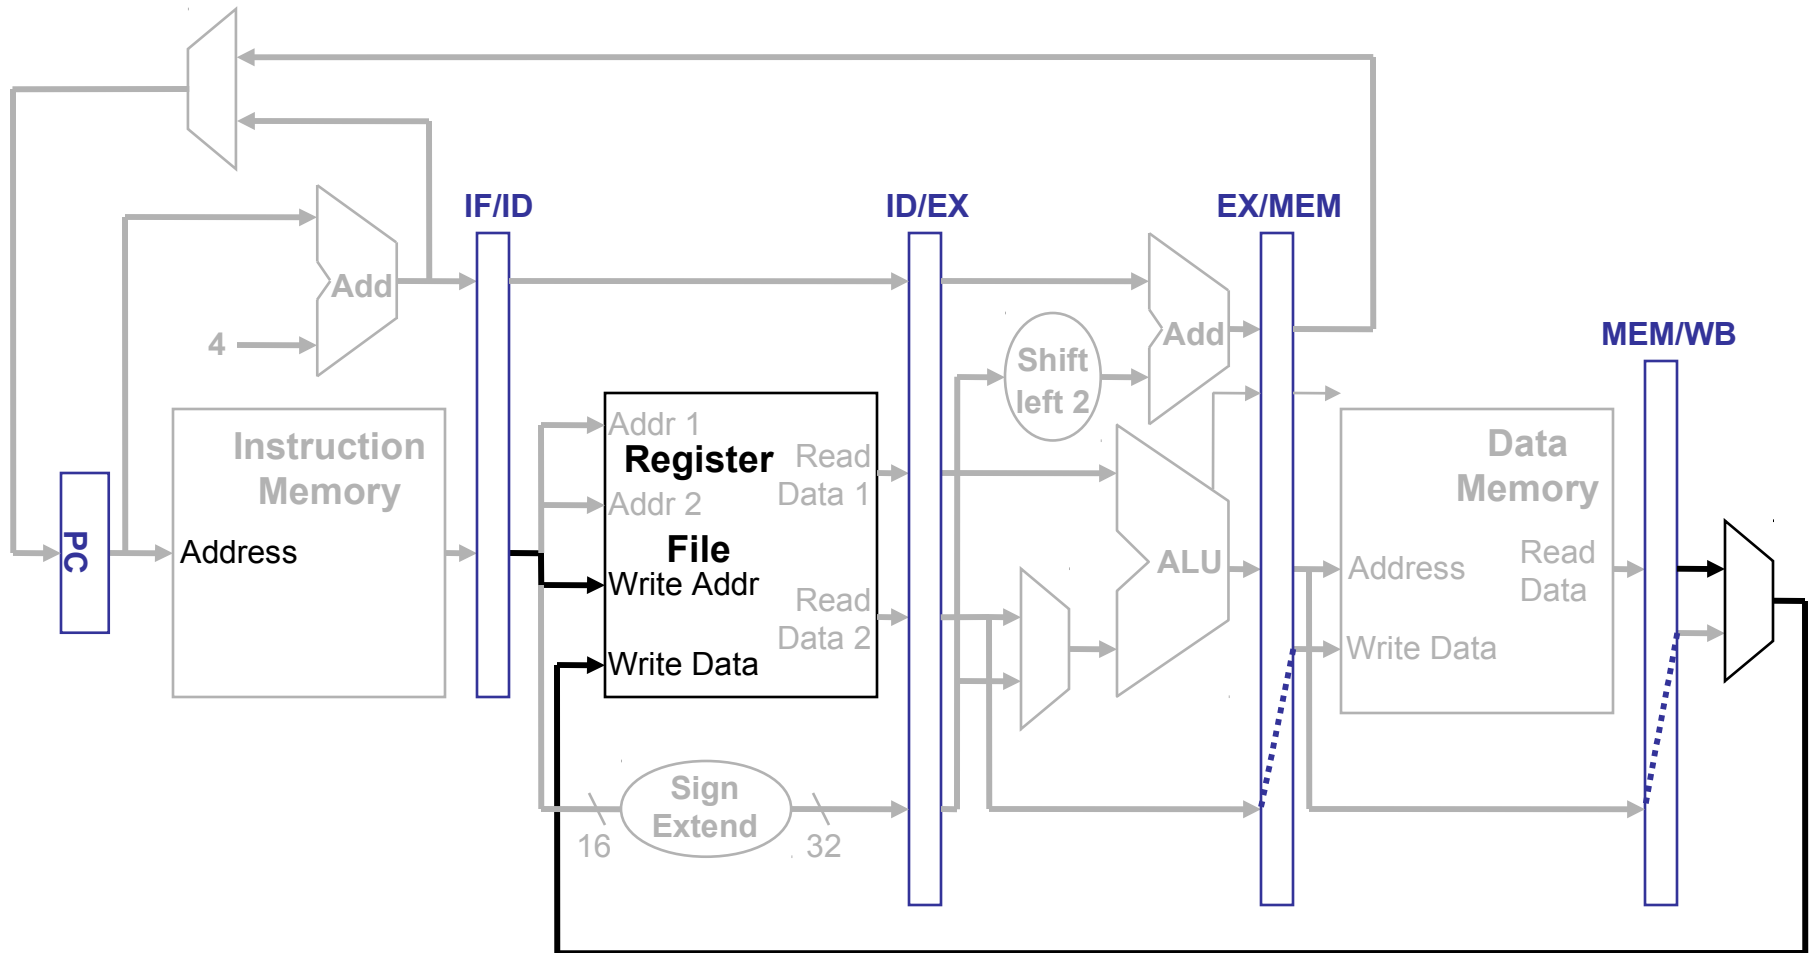 IF/ID
ID/EX
EX/MEM
MEM/WB
Add
4
Add
Shift
left 2
Instruction
Memory
Address
PC
Addr 1
Register
Addr 2
File
Write Addr
Write Data
Read
Data 1
Read
Data 2
ALU
Data
Memory
Address
Read
Data
Write Data
Sign
Extend
16
32